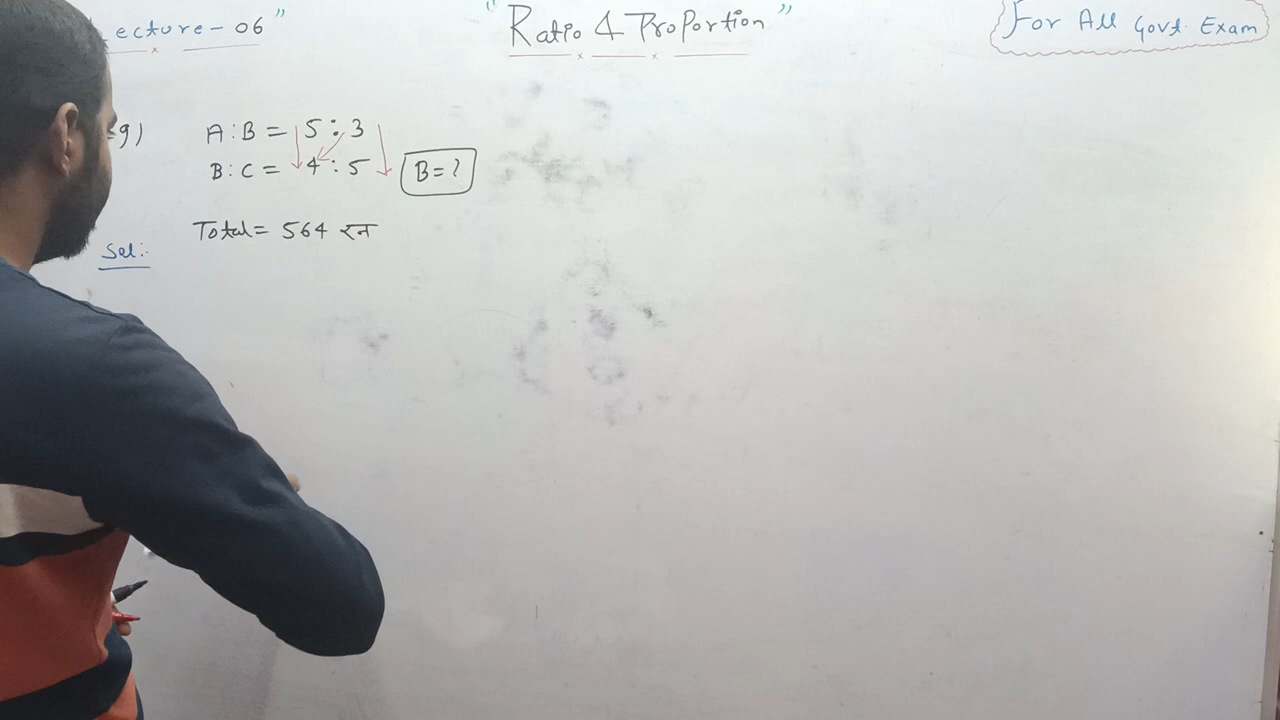 ecture - 06 "
" Ratio & Proportion "
For All Govt. Exam
g) A : B = 5 : 3
B : C = 4 : 5 B = ?
Total = 564 रन
Sol:-